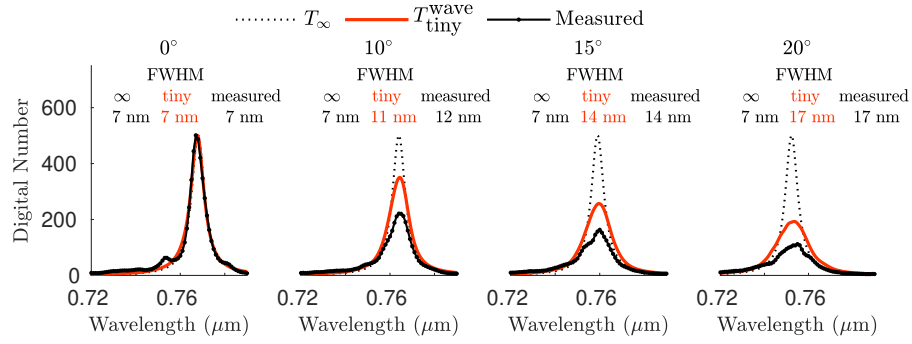 T∞ T wave tiny Measured
0° 10° 15° 20°
FWHM FWHM FWHM FWHM
∞ tiny measured ∞ tiny measured ∞ tiny measured ∞ tiny measured
7 nm 7 nm 7 nm 7 nm 11 nm 12 nm 7 nm 14 nm 14 nm 7 nm 17 nm 17 nm
Digital Number
600
400
200
0
0.72 0.76 0.72 0.76 0.72 0.76 0.72 0.76
Wavelength (μm) Wavelength (μm) Wavelength (μm) Wavelength (μm)